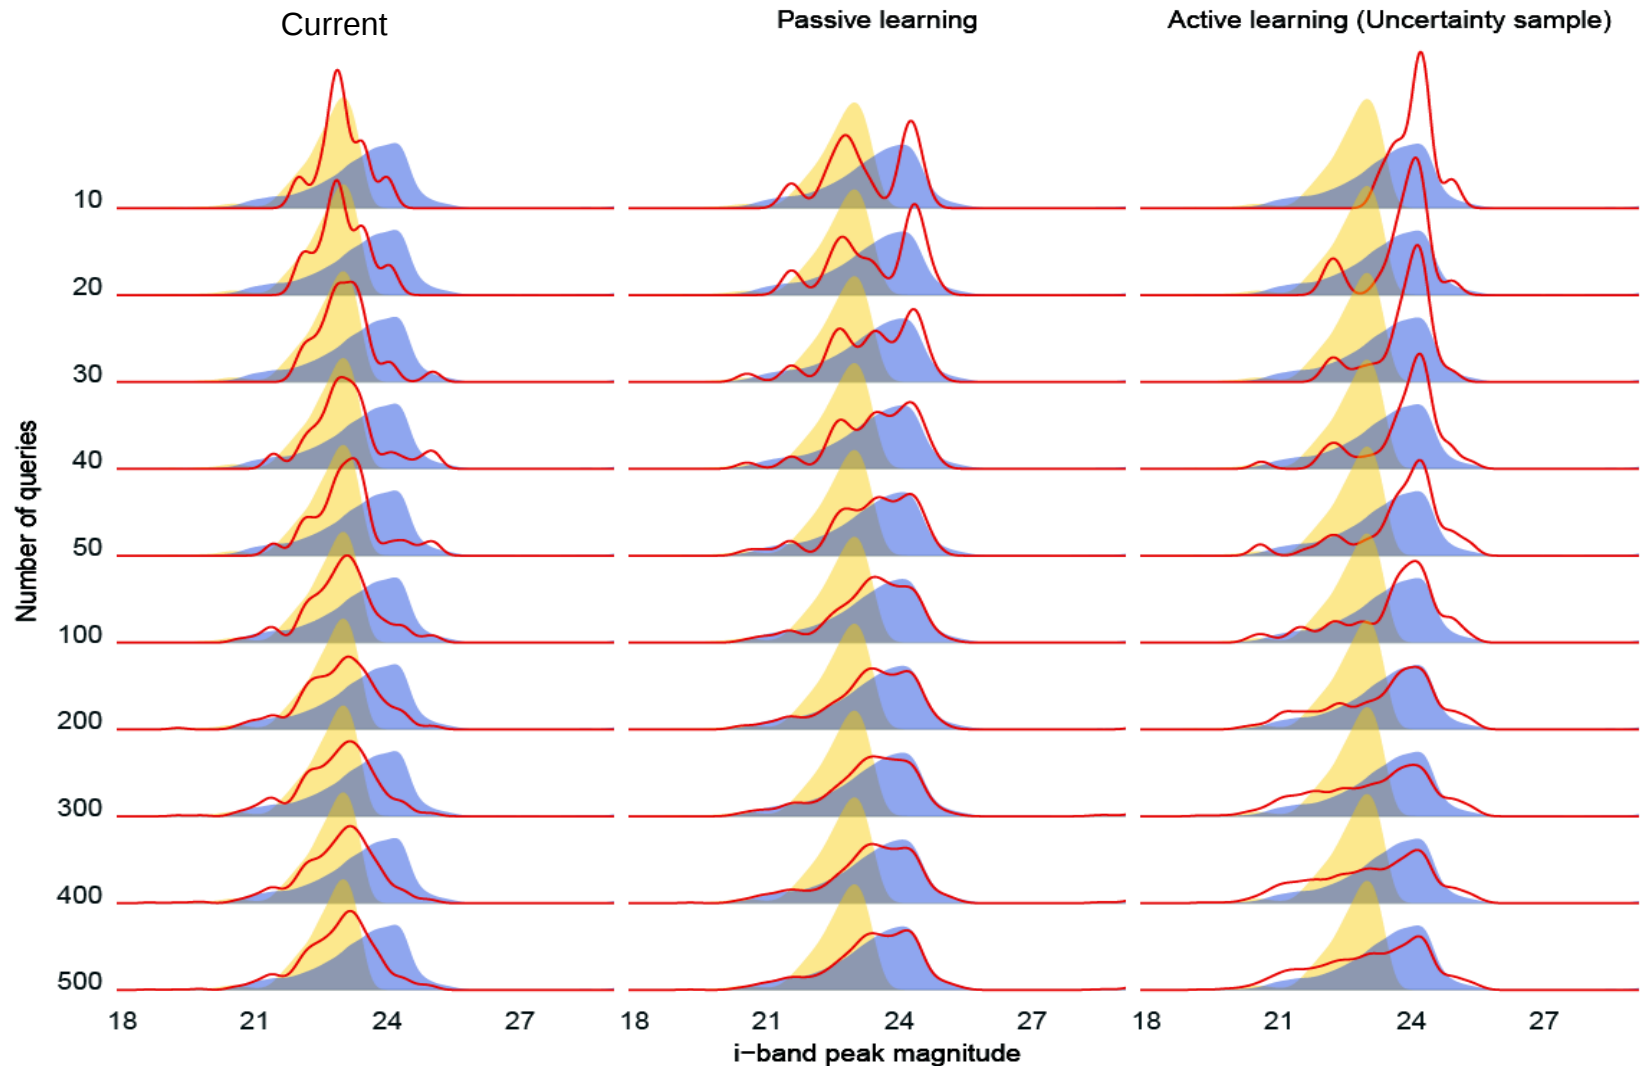 Current
Passive learning
Active learning (Uncertainty sample)
Number of queries
10
20
30
40
50
100
200
300
400
500
18 21 24 27 18 21 24 27 18 21 24 27
i−band peak magnitude